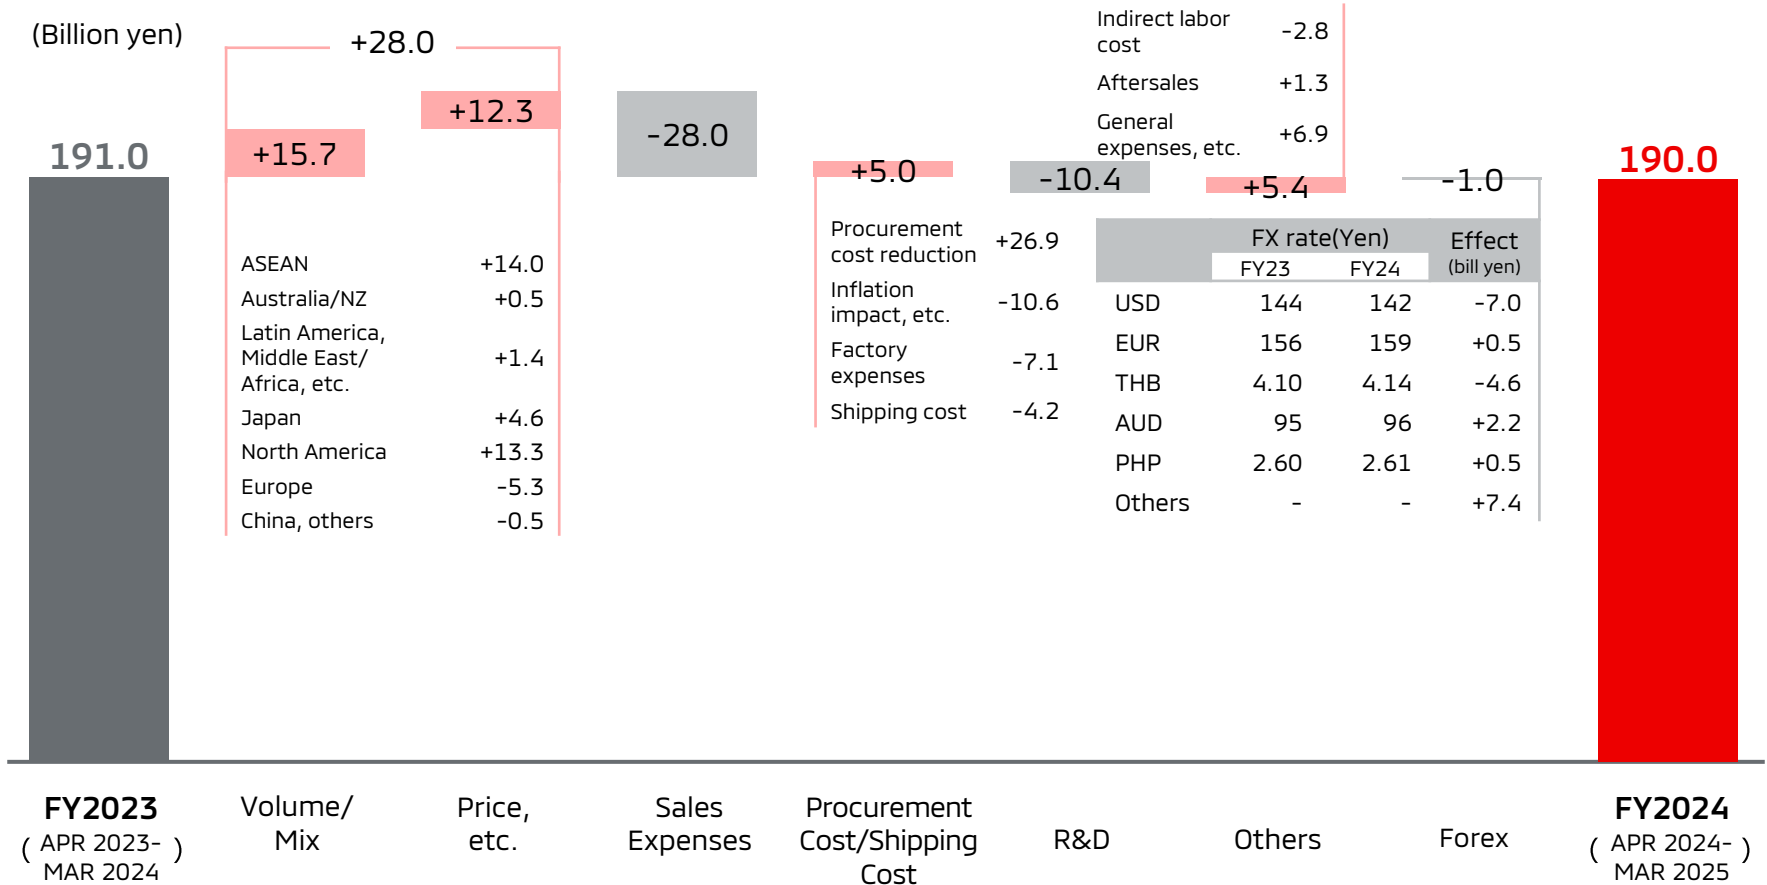 (Billion yen)
+28.0
191.0
+15.7
+12.3
-28.0
+5.0
-10.4
+5.4
-1.0
190.0
ASEAN +14.0
Australia/NZ +0.5
Latin America,
Middle East/ +1.4
Africa, etc.
Japan +4.6
North America +13.3
Europe -5.3
China, others -0.5
Procurement
cost reduction +26.9
Inflation
impact, etc. -10.6
Factory
expenses -7.1
Shipping cost -4.2
Indirect labor
cost -2.8
Aftersales +1.3
General
expenses, etc. +6.9
FX rate(Yen) Effect
FY23 FY24 (bill yen)
USD 144 142 -7.0
EUR 156 159 +0.5
THB 4.10 4.14 -4.6
AUD 95 96 +2.2
PHP 2.60 2.61 +0.5
Others - - +7.4
FY2023
( APR 2023-
MAR 2024 )
Volume/
Mix
Price,
etc.
Sales
Expenses
Procurement
Cost/Shipping
Cost
R&D
Others
Forex
FY2024
( APR 2024-
MAR 2025 )